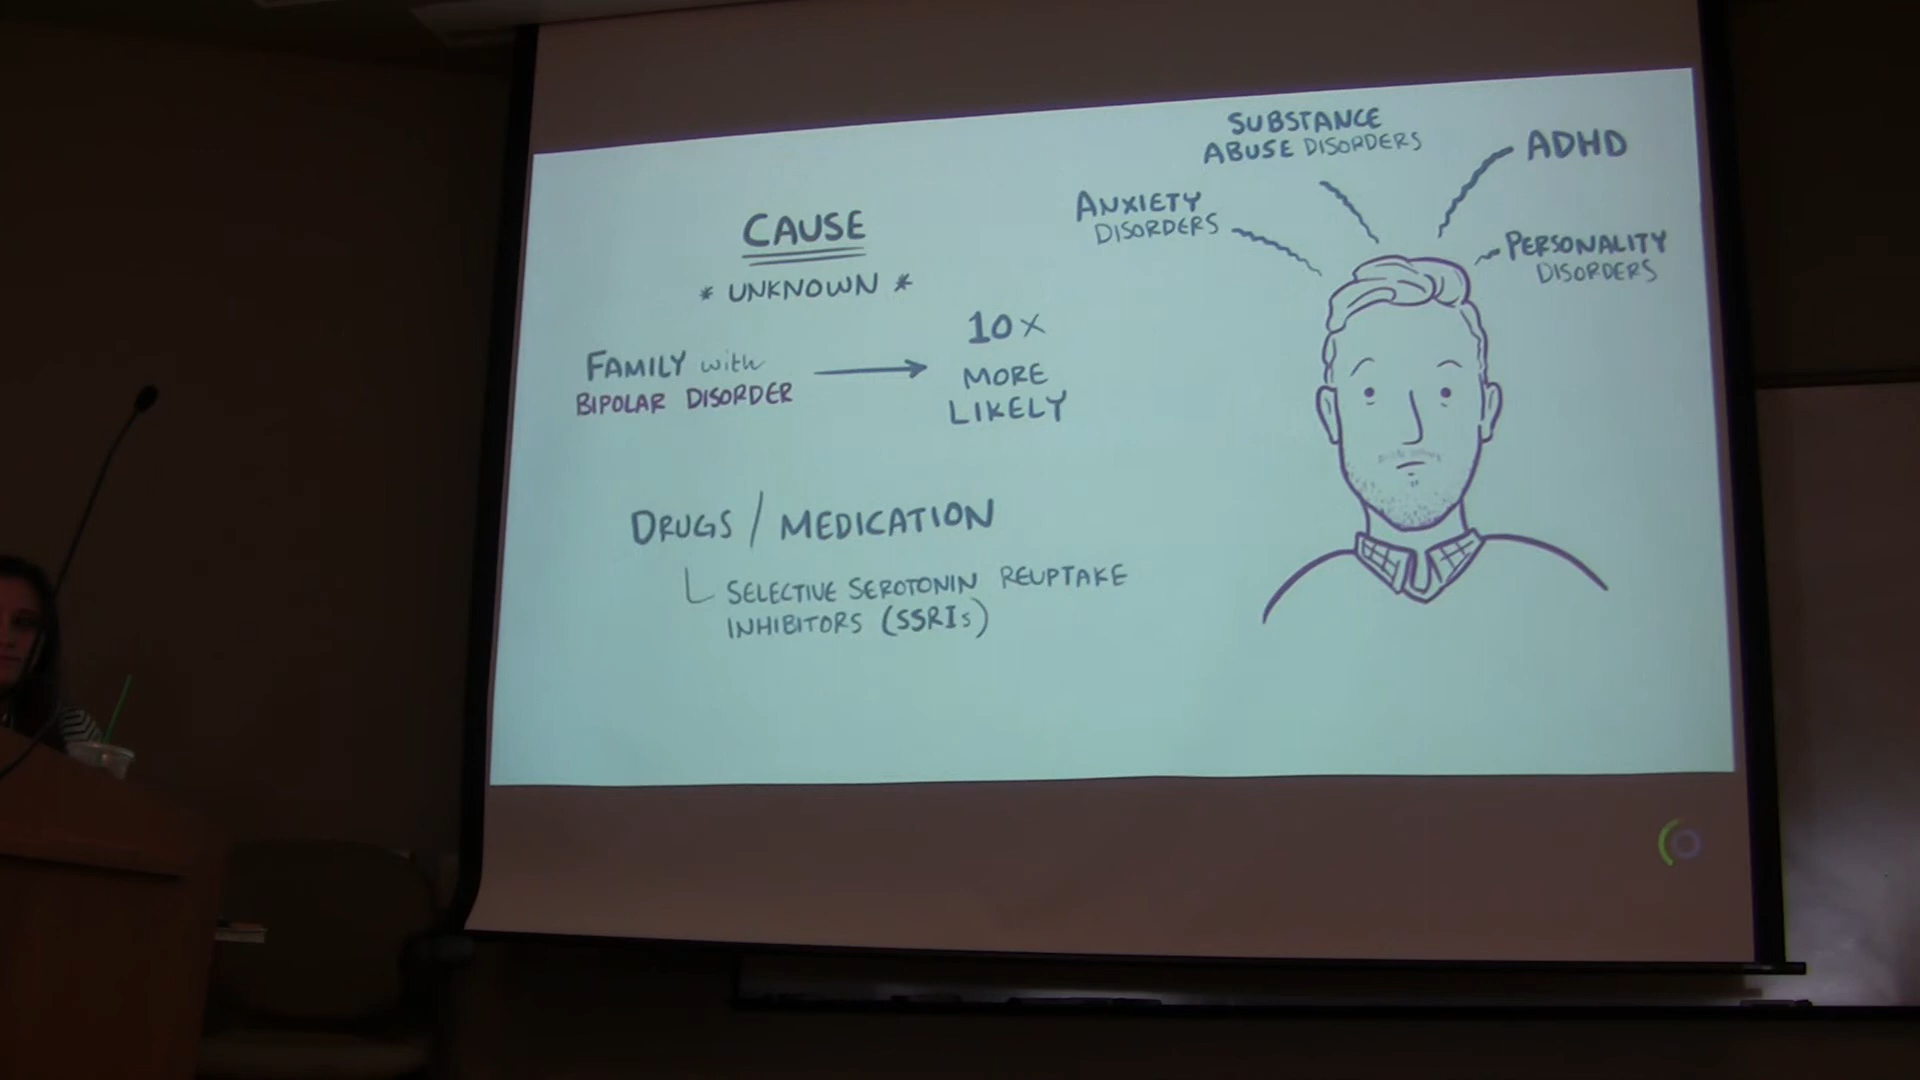 CAUSE
* UNKNOWN *
FAMILY with
BIPOLAR DISORDER
10x
MORE
LIKELY
DRUGS / MEDICATION
SELECTIVE SEROTONIN REUPTAKE
INHIBITORS (SSRIs)
ANXIETY
DISORDERS
SUBSTANCE
ABUSE DISORDERS
ADHD
PERSONALITY
DISORDERS